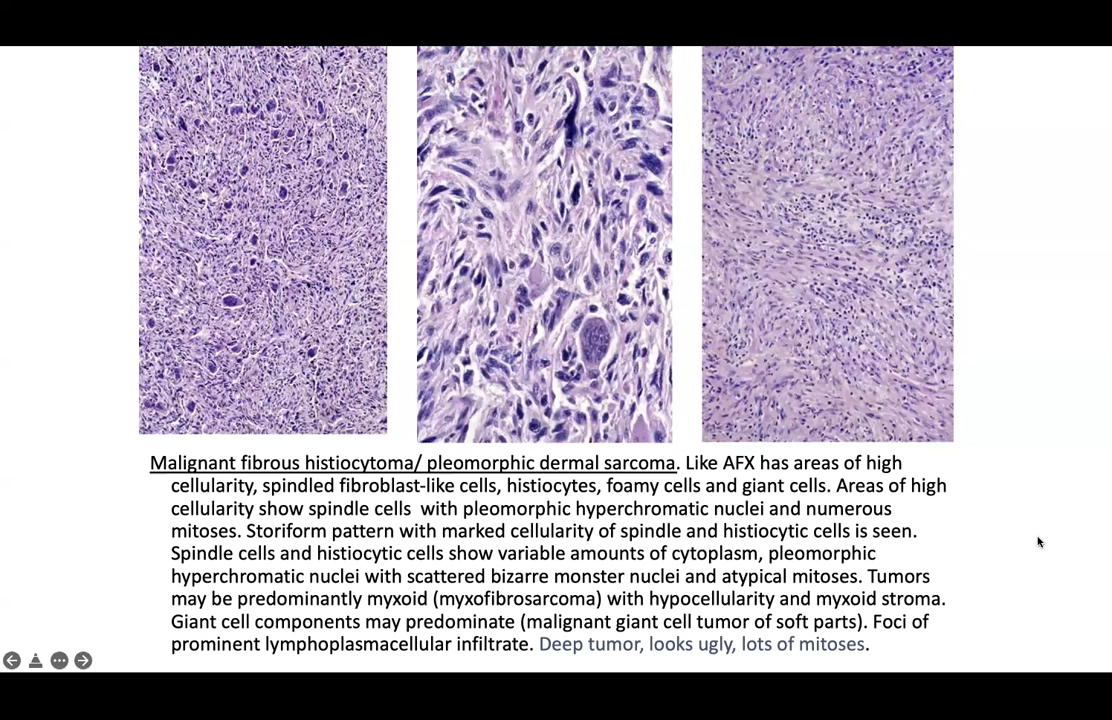 Malignant fibrous histiocytoma/ pleomorphic dermal sarcoma. Like AFX has areas of high
cellularity, spindled fibroblast-like cells, histiocytes, foamy cells and giant cells. Areas of high
cellularity show spindle cells with pleomorphic hyperchromatic nuclei and numerous
mitoses. Storiform pattern with marked cellularity of spindle and histiocytic cells is seen.
Spindle cells and histiocytic cells show variable amounts of cytoplasm, pleomorphic
hyperchromatic nuclei with scattered bizarre monster nuclei and atypical mitoses. Tumors
may be predominantly myxoid (myxofibrosarcoma) with hypocellularity and myxoid stroma.
Giant cell components may predominate (malignant giant cell tumor of soft parts). Foci of
prominent lymphoplasmacellular infiltrate. Deep tumor, looks ugly, lots of mitoses.